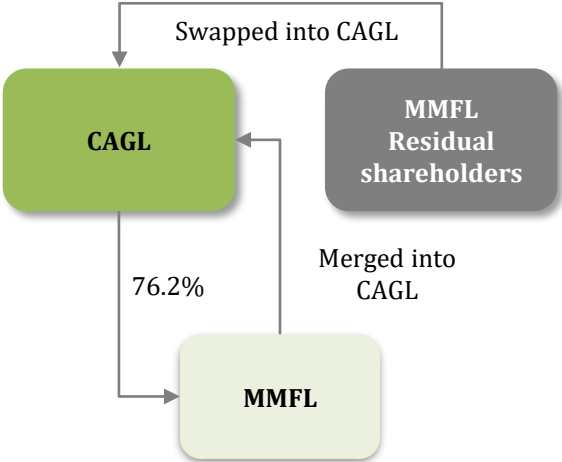 Swapped into CAGL
CAGL
MMFL
Residual
shareholders
76.2%
Merged into
CAGL
MMFL